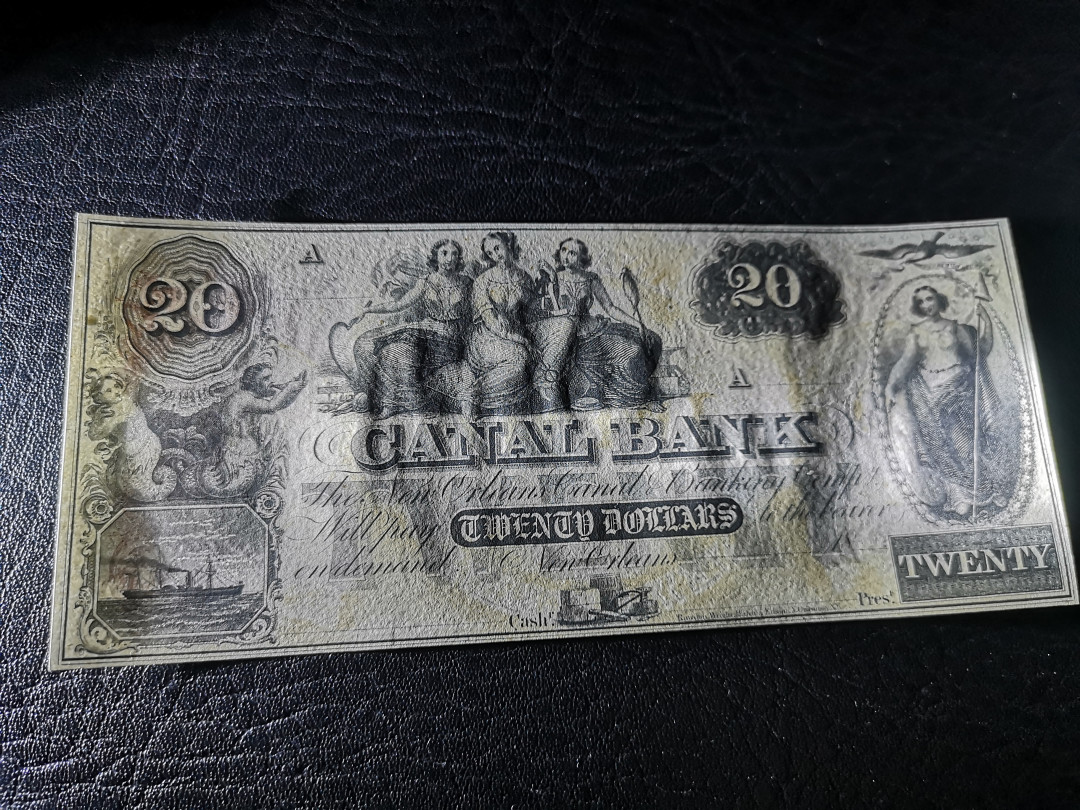 20
A
20
A
CANAL BANK
The New Orleans Canal & Banking Comp.
Will pay TWENTY DOLLARS to the bearer
on demand New Orleans 18
TWENTY
Cash.r
Pres.t